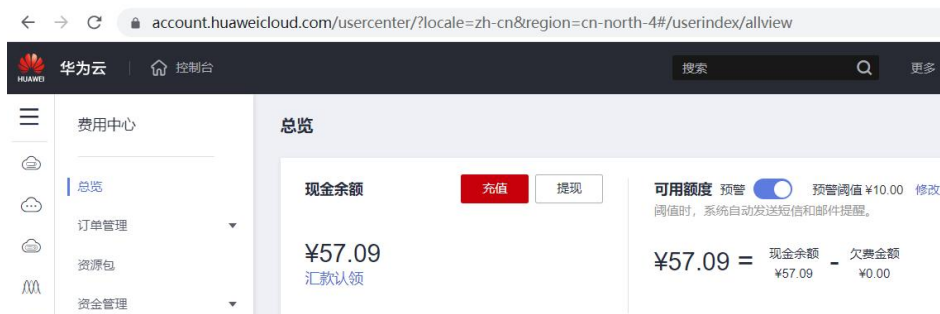 account.huaweicloud.com/usercenter/?locale=zh-cn&region=cn-north-4#/userindex/allview
HUAWEI 华为云 控制台 搜索 更多
费用中心
总览
订单管理
资源包
资金管理
总览
现金余额 充值 提现
¥57.09
汇款认领
可用额度 预警 预警阈值 ¥10.00 修改
阈值时，系统自动发送短信和邮件提醒。
¥57.09 = 现金余额 - 欠费金额
¥57.09 ¥0.00